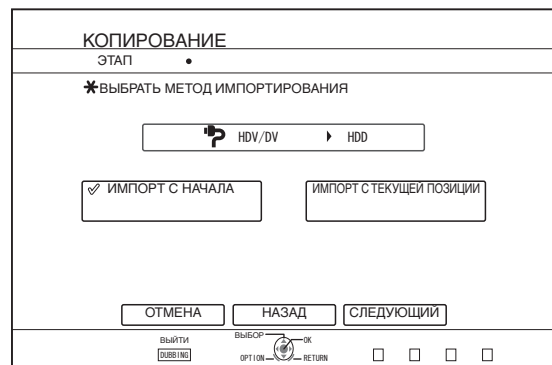 КОПИРОВАНИЕ
ЭТАП
ВЫБРАТЬ МЕТОД ИМПОРТИРОВАНИЯ
HDV/DV HDD
ИМПОРТ С НАЧАЛА ИМПОРТ С ТЕКУЩЕЙ ПОЗИЦИИ
ОТМЕНА НАЗАД СЛЕДУЮЩИЙ
ВЫЙТИ ВЫБОР OK
DUBBING OPTION RETURN